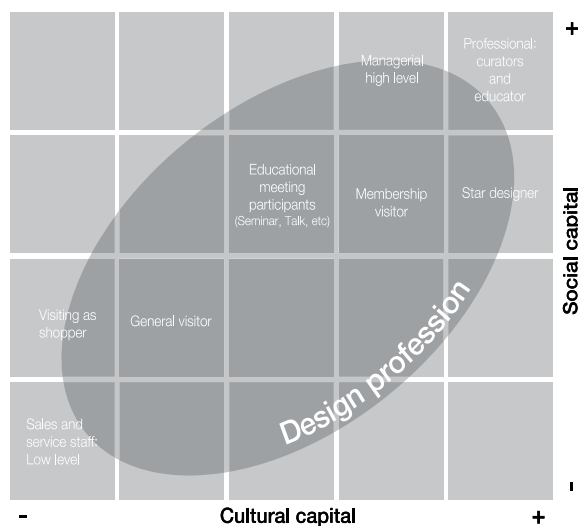 +
Managerial
high level
Professional:
curators
and
educator
Educational
meeting
participants
(Seminar, Talk, etc)
Membership
visitor
Star designer
Social capital
Visiting as
shopper
General visitor
Design profession
Sales and
service staff:
Low level
-
-
Cultural capital
+